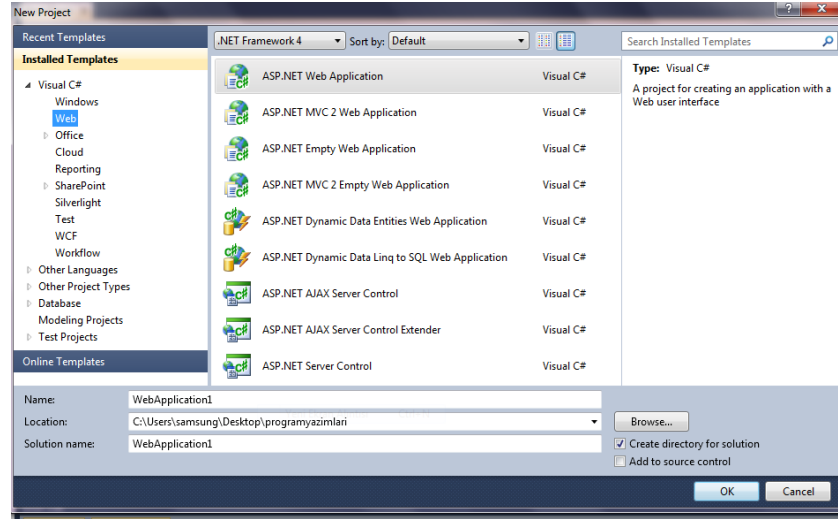 New Project
Recent Templates
Installed Templates
Visual C#
Windows
Web
Office
Cloud
Reporting
SharePoint
Silverlight
Test
WCF
Workflow
Other Languages
Other Project Types
Database
Modeling Projects
Test Projects
Online Templates
.NET Framework 4 Sort by: Default
ASP.NET Web Application Visual C#
ASP.NET MVC 2 Web Application Visual C#
ASP.NET Empty Web Application Visual C#
ASP.NET MVC 2 Empty Web Application Visual C#
ASP.NET Dynamic Data Entities Web Application Visual C#
ASP.NET Dynamic Data Linq to SQL Web Application Visual C#
ASP.NET AJAX Server Control Visual C#
ASP.NET AJAX Server Control Extender Visual C#
ASP.NET Server Control Visual C#
Search Installed Templates
Type: Visual C#
A project for creating an application with a
Web user interface
Name: WebApplication1
Location: C:\Users\samsung\Desktop\programyazimlari Browse...
Solution name: WebApplication1
Create directory for solution
Add to source control
OK Cancel